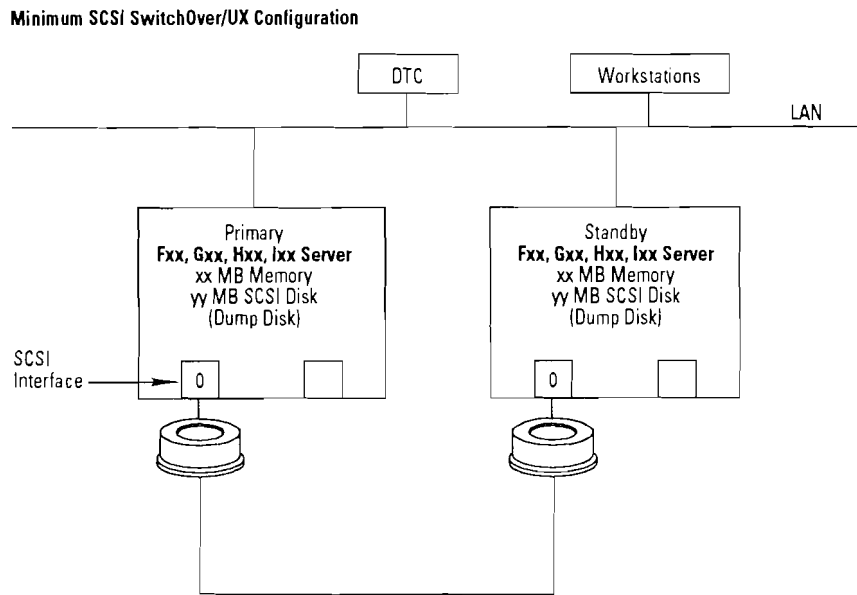 Minimum SCSI SwitchOver/UX Configuration
DTC
Workstations
LAN
Primary
Fxx, Gxx, Hxx, Ixx Server
xx MB Memory
yy MB SCSI Disk
(Dump Disk)
Standby
Fxx, Gxx, Hxx, Ixx Server
xx MB Memory
yy MB SCSI Disk
(Dump Disk)
SCSI
Interface
0
0